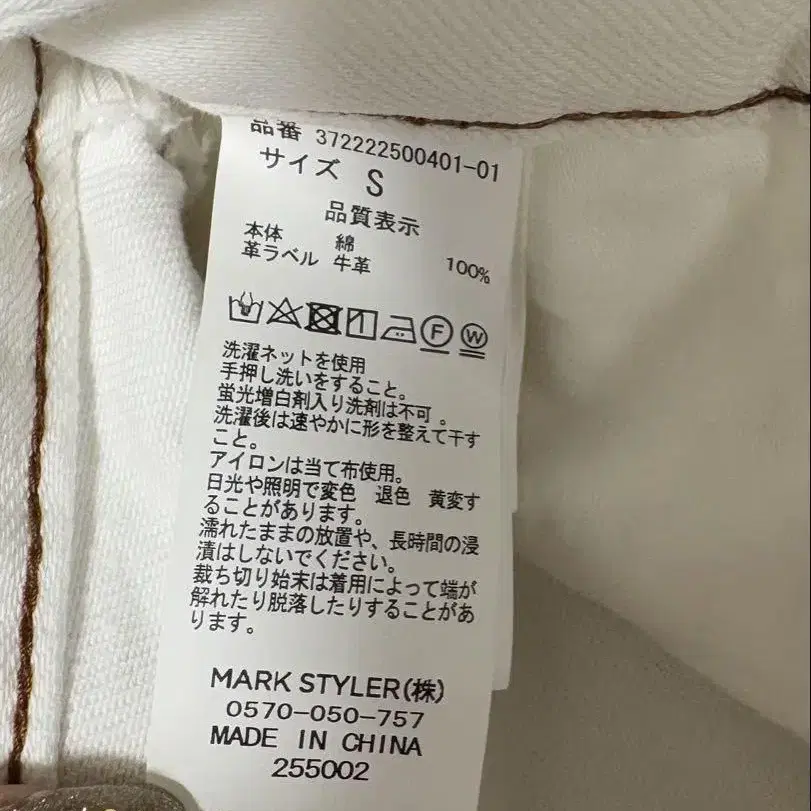 品番 372222500401-01
サイズ S
品質表示
本体 綿
革ラベル 牛革 100%
F W
洗濯ネットを使用
手押し洗いをすること。
蛍光増白剤入り洗剤は不可。
洗濯後は速やかに形を整えて干す
こと。
アイロンは当て布使用。
日光や照明で変色 退色 黄変す
ることがあります。
濡れたままの放置や、長時間の浸
漬はしないでください。
裁ち切り始末は着用によって端が
解れたり脱落したりすることがあ
ります。
MARK STYLER(株)
0570-050-757
MADE IN CHINA
255002